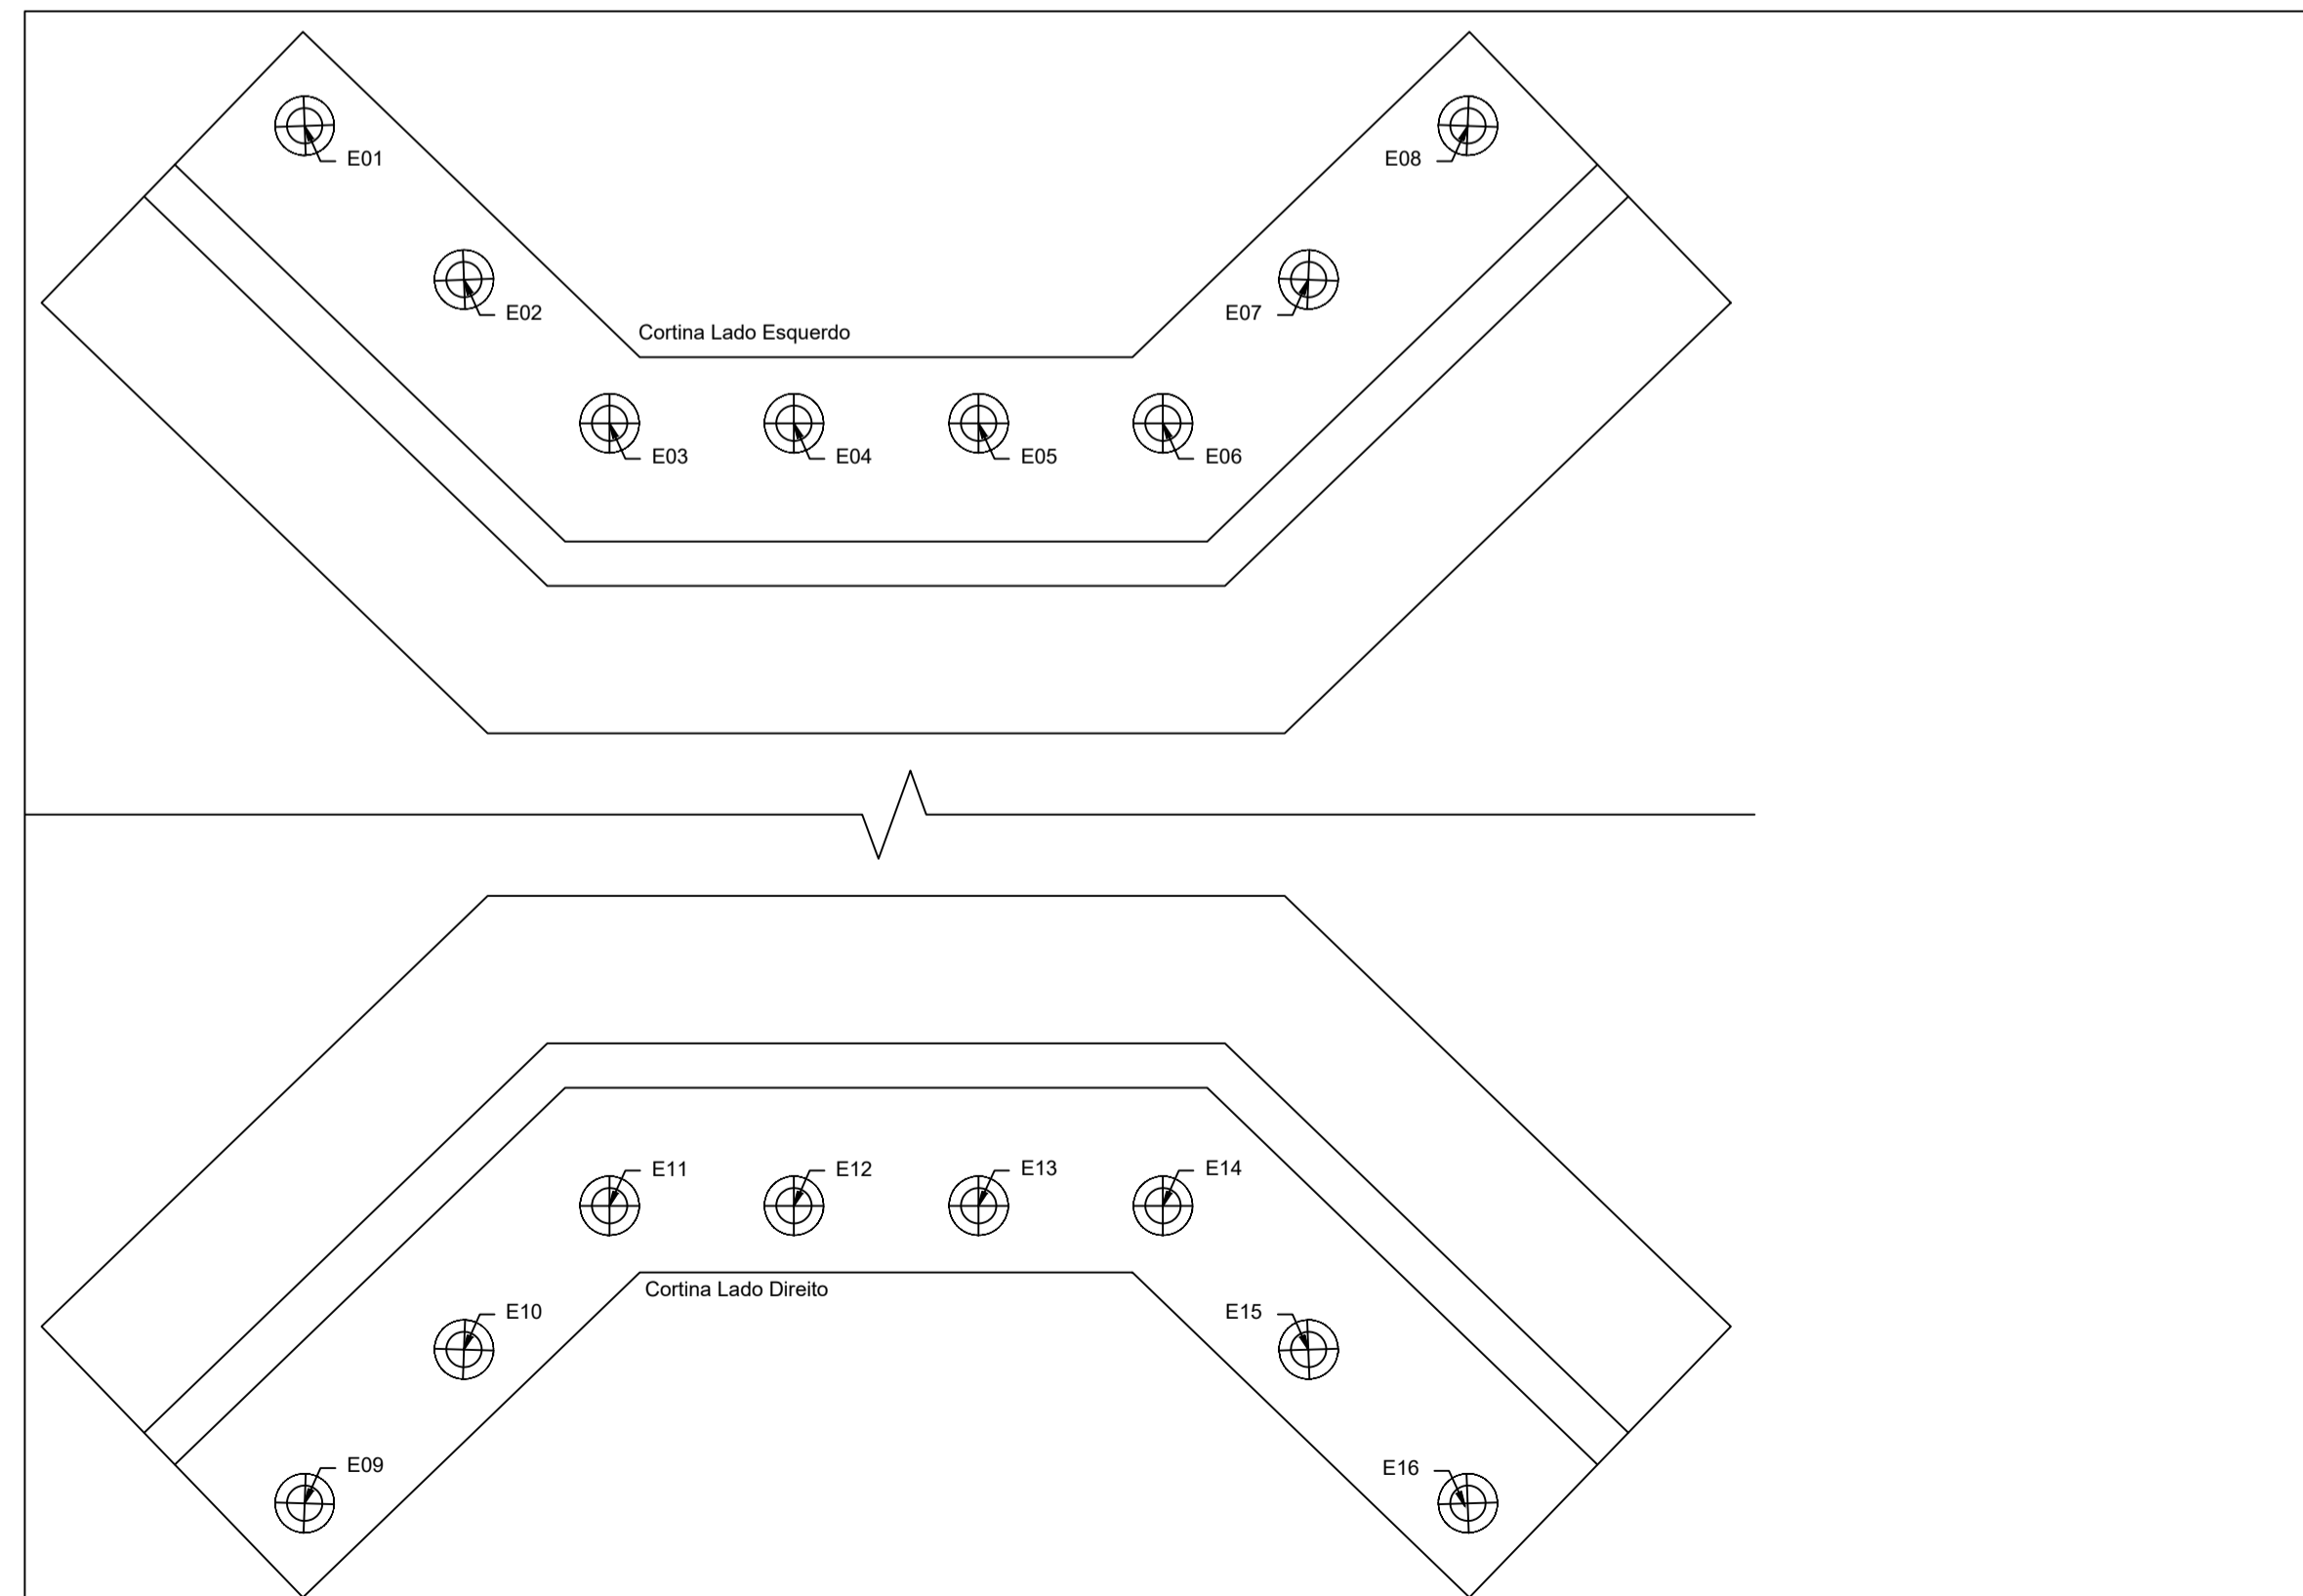 E01
E08
E02
E07
Cortina Lado Esquerdo
E03
E04
E05
E06
E11
E12
E13
E14
Cortina Lado Direito
E10
E15
E09
E16